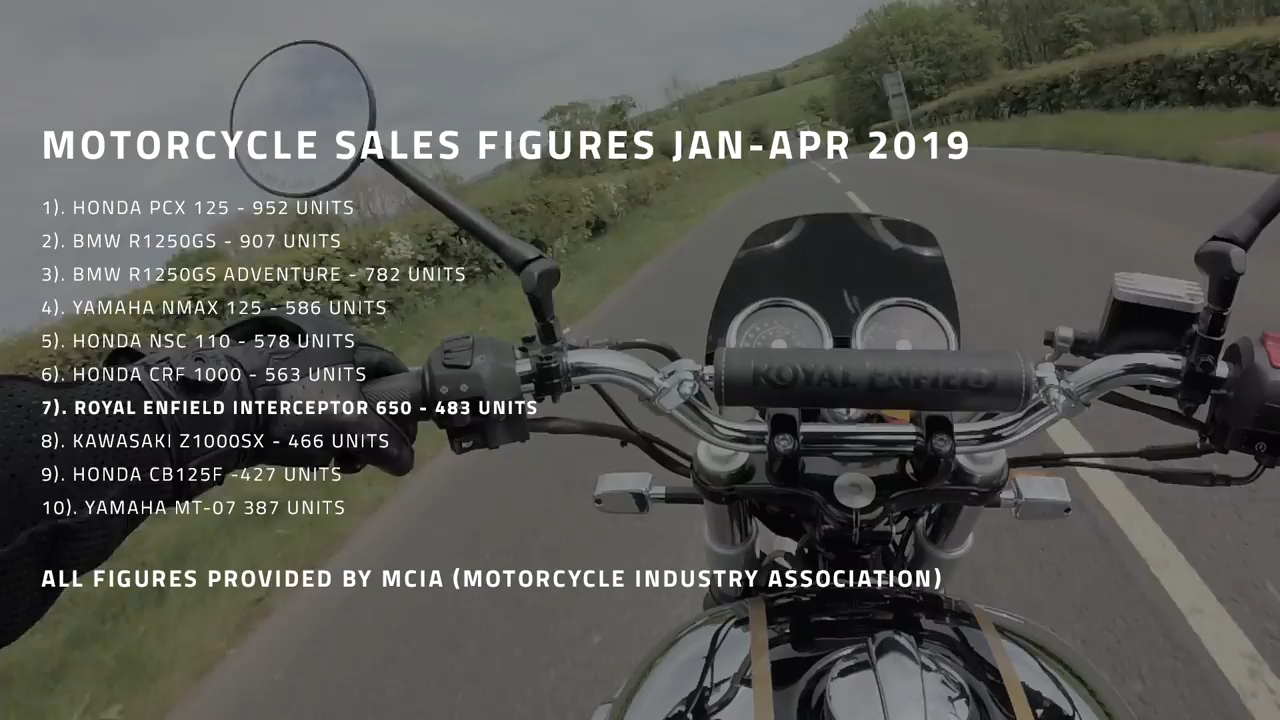 MOTORCYCLE SALES FIGURES JAN-APR 2019
1). HONDA PCX 125 - 952 UNITS
2). BMW R1250GS - 907 UNITS
3). BMW R1250GS ADVENTURE - 782 UNITS
4). YAMAHA NMAX 125 - 586 UNITS
5). HONDA NSC 110 - 578 UNITS
6). HONDA CRF 1000 - 563 UNITS
7). ROYAL ENFIELD INTERCEPTOR 650 - 483 UNITS
8). KAWASAKI Z1000SX - 466 UNITS
9). HONDA CB125F -427 UNITS
10). YAMAHA MT-07 387 UNITS
ROYAL ENFIELD
ALL FIGURES PROVIDED BY MCIA (MOTORCYCLE INDUSTRY ASSOCIATION)